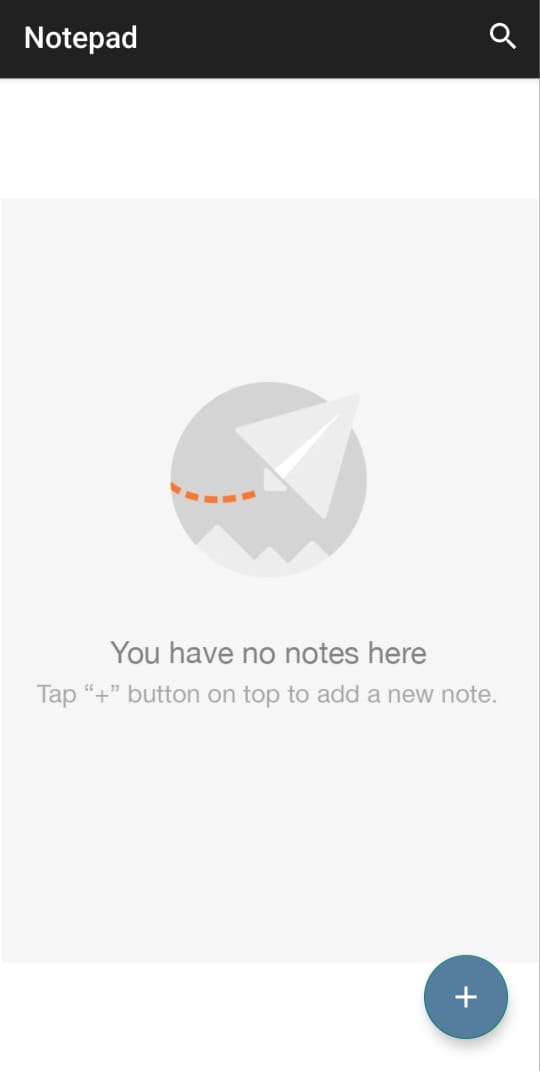 Notepad
You have no notes here
Tap “+” button on top to add a new note.
+